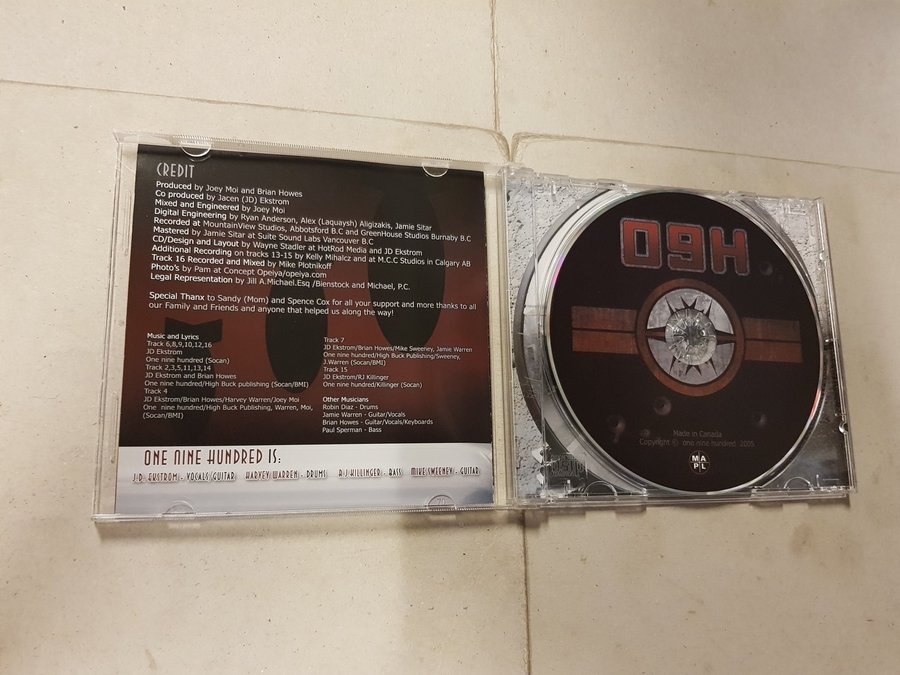 CREDIT
Produced by Joey Moi and Brian Howes
Co produced by Jacen (JD) Ekstrom
Mixed and Engineered by Joey Moi
Digital Engineering by Ryan Anderson, Alex (Laquaysh) Aligizakis, Jamie Sitar
Recorded at MountainView Studios, Abbotsford B.C and GreenHouse Studios Burnaby B.C
Mastered by Jamie Sitar at Suite Sound Labs Vancouver B.C
CD/Design and Layout by Wayne Stadler at HotRod Media and JD Ekstrom
Additional Recording on tracks 13-15 by Kelly Mihalcz and at M.C.C Studios in Calgary AB
Track 16 Recorded and Mixed by Mike Plotnikoff
Photo's by Pam at Concept Opeiya/opeiya.com
Legal Representation by Jill A.Michael.Esq /Bienstock and Michael, P.C.
Special Thanx to Sandy (Mom) and Spence Cox for all your support and more thanks to all
our Family and Friends and anyone that helped us along the way!
Music and Lyrics
Track 6,8,9,10,12,16
JD Ekstrom
One nine hundred (Socan)
Track 2,3,5,11,13,14
JD Ekstrom and Brian Howes
One nine hundred/High Buck publishing (Socan/BMI)
Track 4
JD Ekstrom/Brian Howes/Harvey Warren/Joey Moi
One nine hundred/High Buck Publishing, Warren, Moi,
(Socan/BMI)
Track 7
JD Ekstrom/Brian Howes/Mike Sweeney, Jamie Warren
One nine hundred/High Buck Publishing/Sweeney,
J.Warren (Socan/BMI)
Track 15
JD Ekstrom/RJ Killinger
One nine hundred/Killinger (Socan)
Other Musicians
Robin Diaz - Drums
Jamie Warren - Guitar/Vocals
Brian Howes - Guitar/Vocals/Keyboards
Paul Sperman - Bass
ONE NINE HUNDRED IS:
J.D. EKSTROM - VOCALS/GUITAR HARVEY WARREN - DRUMS R.J KILLINGER - BASS MIKE SWEENEY - GUITAR
O9H
Made in Canada
Copyright © one nine hundred 2005
M A
P L